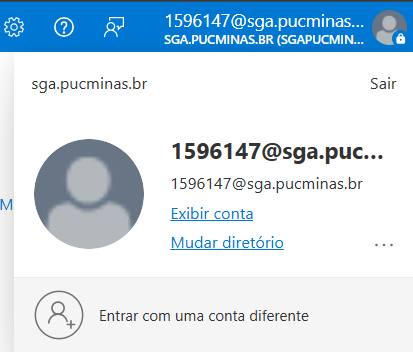 1596147@sga.pucminas...
SGA.PUCMINAS.BR (SGAPUCMIN...
sga.pucminas.br
Sair
1596147@sga.puc...
1596147@sga.pucminas.br
Exibir conta
M
Mudar diretório
...
Entrar com uma conta diferente